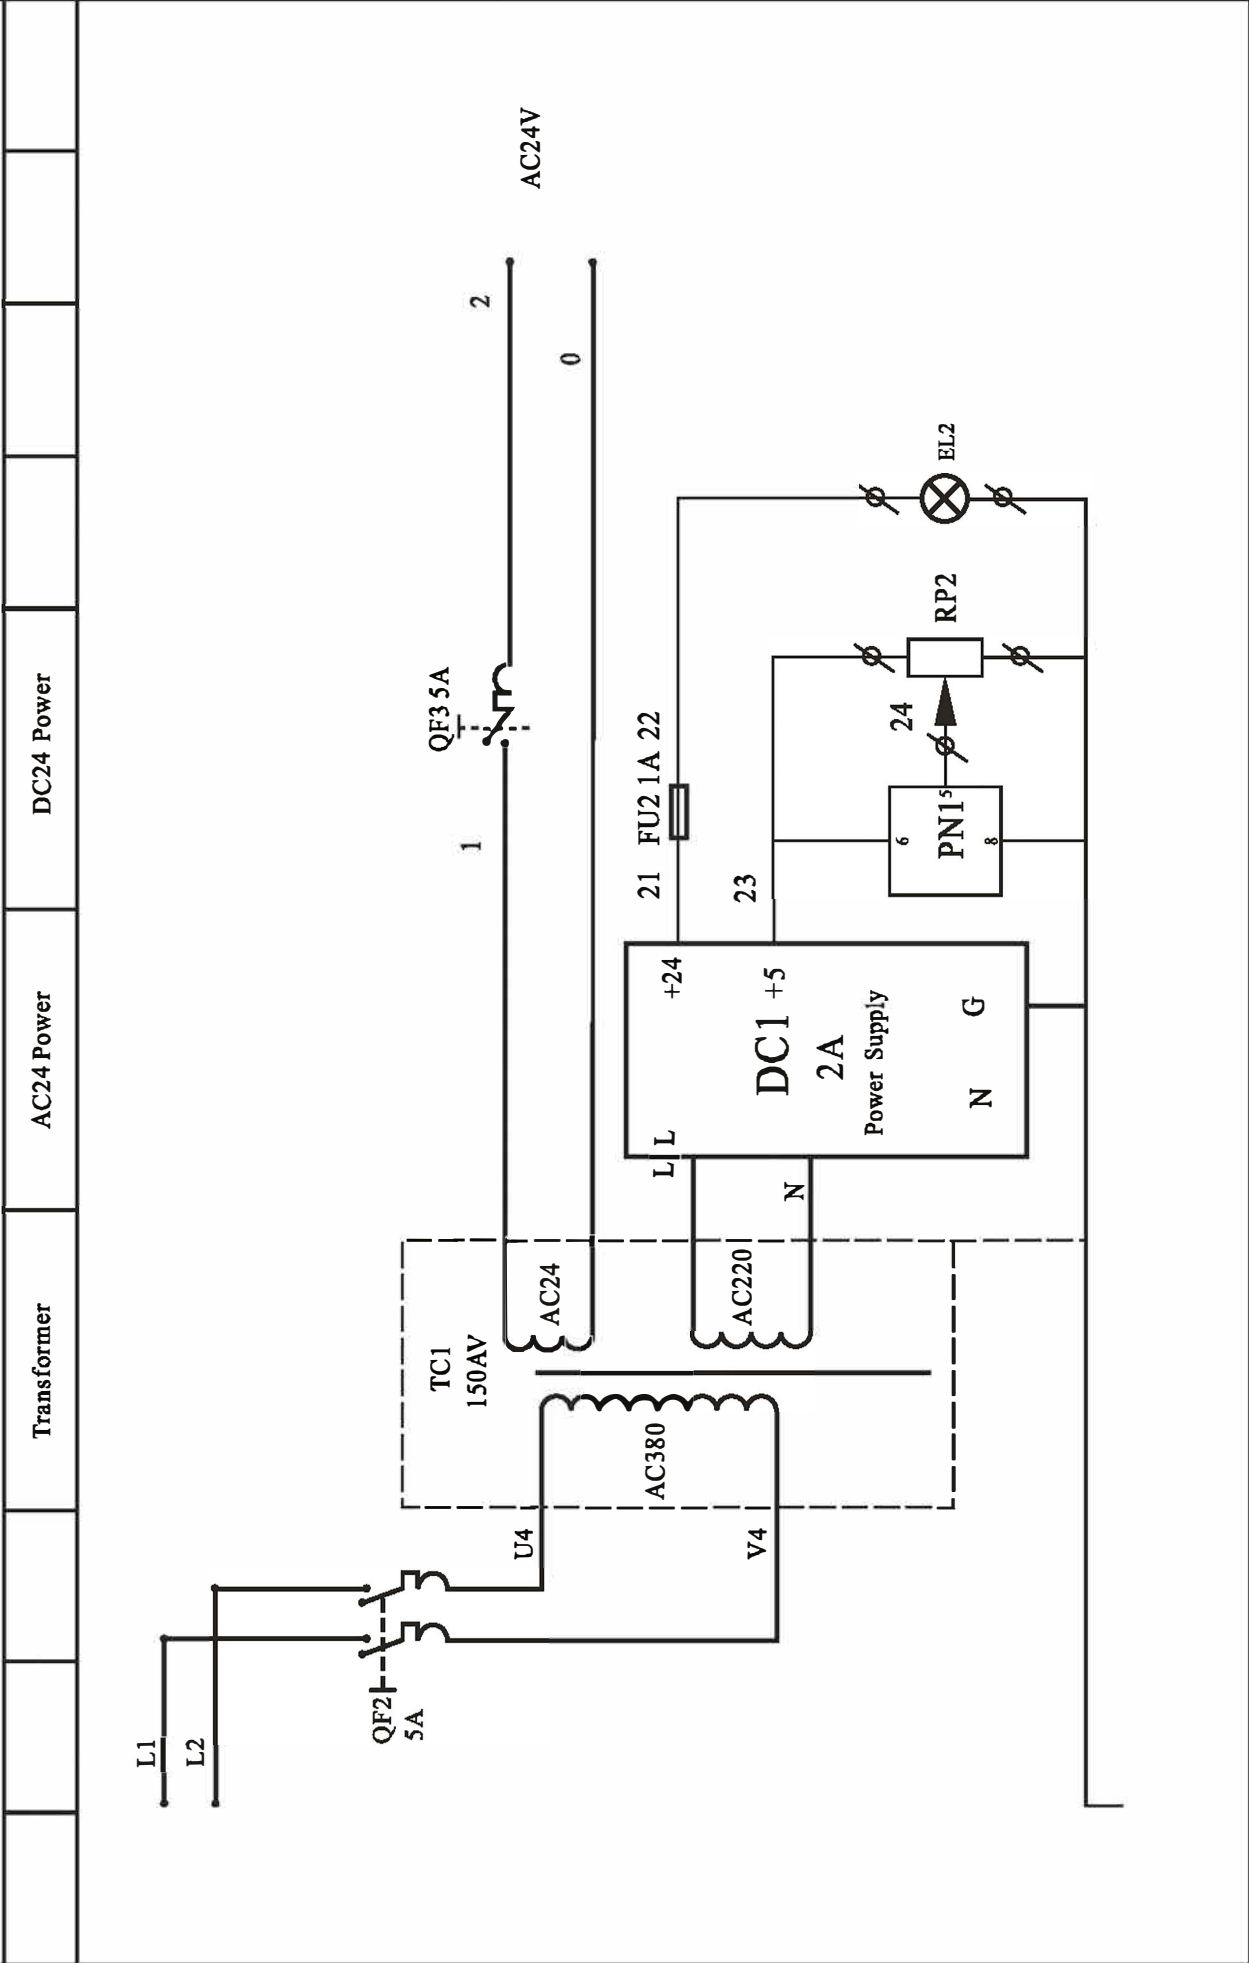 Transformer
AC24 Power
DC24 Power
L1
L2
QF2
5A
U4
V4
TC1
150AV
AC380
AC24
AC220
1
QF3 5A
2
0
AC24V
L
L
N
+24
DC1 +5
2A
Power Supply
N
G
21
FU2 1A 22
23
6
PN1
5
8
24
RP2
EL2